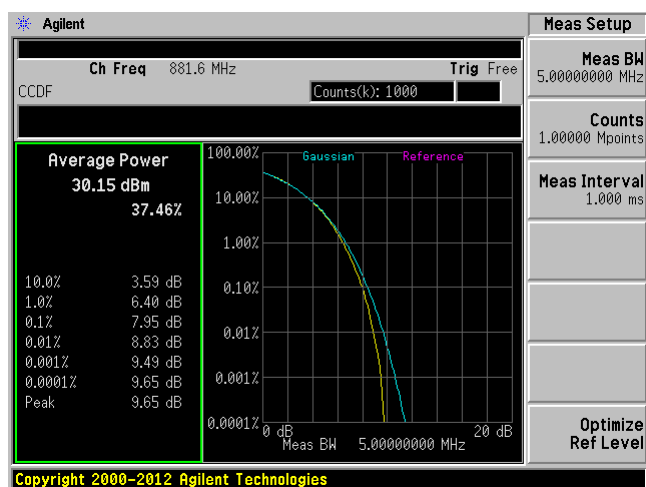 Agilent
Meas Setup
Ch Freq 881.6 MHz Trig Free
CCDF Counts(k): 1000
Average Power
30.15 dBm
37.46%
10.0% 3.59 dB
1.0% 6.40 dB
0.1% 7.95 dB
0.01% 8.83 dB
0.001% 9.49 dB
0.0001% 9.65 dB
Peak 9.65 dB
100.00% Gaussian Reference
10.00%
1.00%
0.10%
0.01%
0.001%
0.0001% 0 dB 20 dB
Meas BW 5.00000000 MHz
Meas BW
5.00000000 MHz
Counts
1.00000 Mpoints
Meas Interval
1.000 ms
Optimize
Ref Level
Copyright 2000-2012 Agilent Technologies